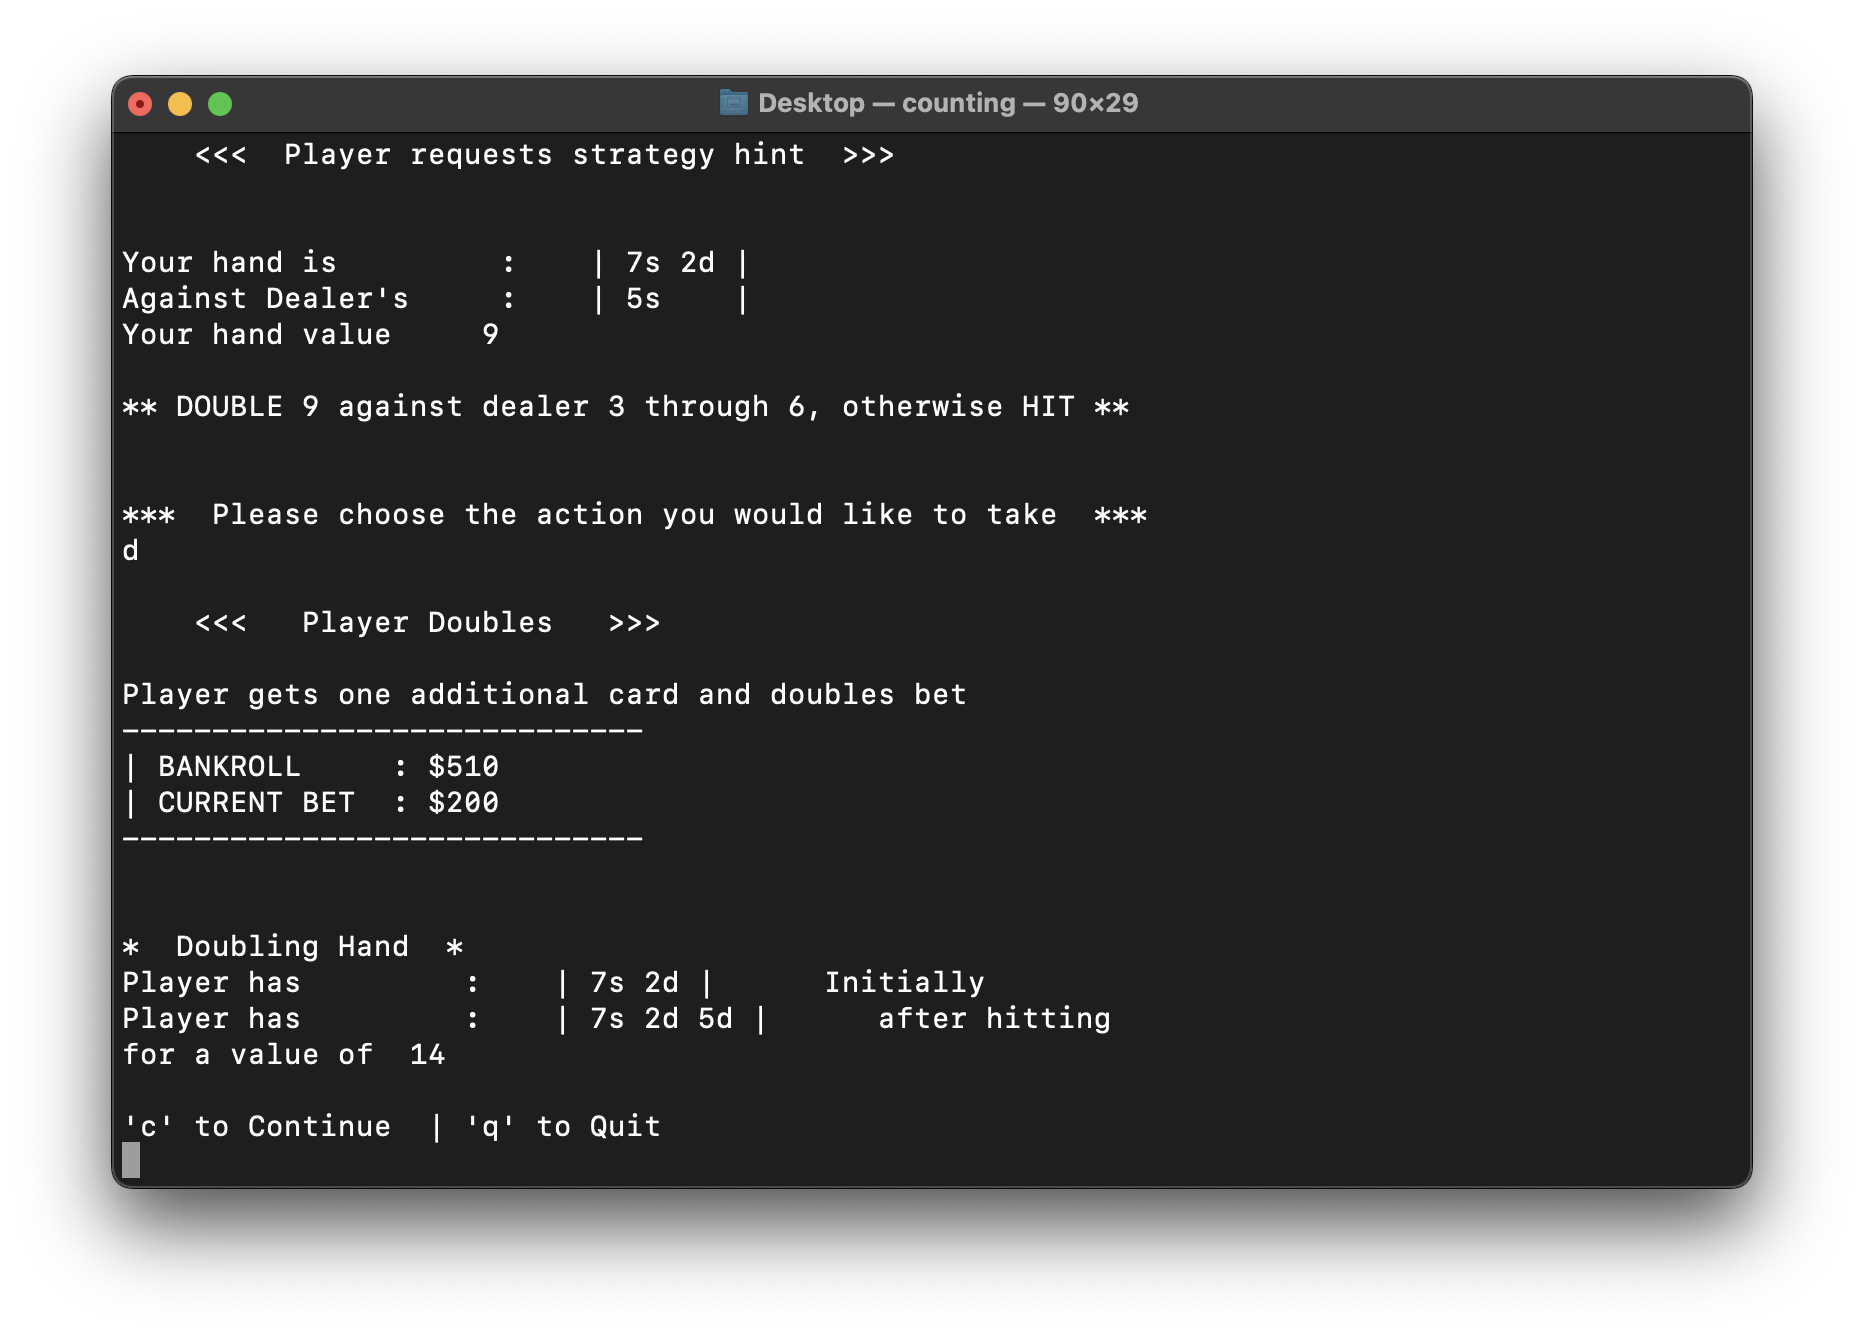 Desktop — counting — 90×29
<<<  Player requests strategy hint  >>>
Your hand is         :    | 7s 2d |
Against Dealer's     :    | 5s    |
Your hand value     9
** DOUBLE 9 against dealer 3 through 6, otherwise HIT **
***  Please choose the action you would like to take  ***
d
<<<   Player Doubles   >>>
Player gets one additional card and doubles bet
-----------------------------
| BANKROLL     : $510
| CURRENT BET  : $200
-----------------------------
*  Doubling Hand  *
Player has         :    | 7s 2d |      Initially
Player has         :    | 7s 2d 5d |      after hitting
for a value of  14
'c' to Continue  | 'q' to Quit